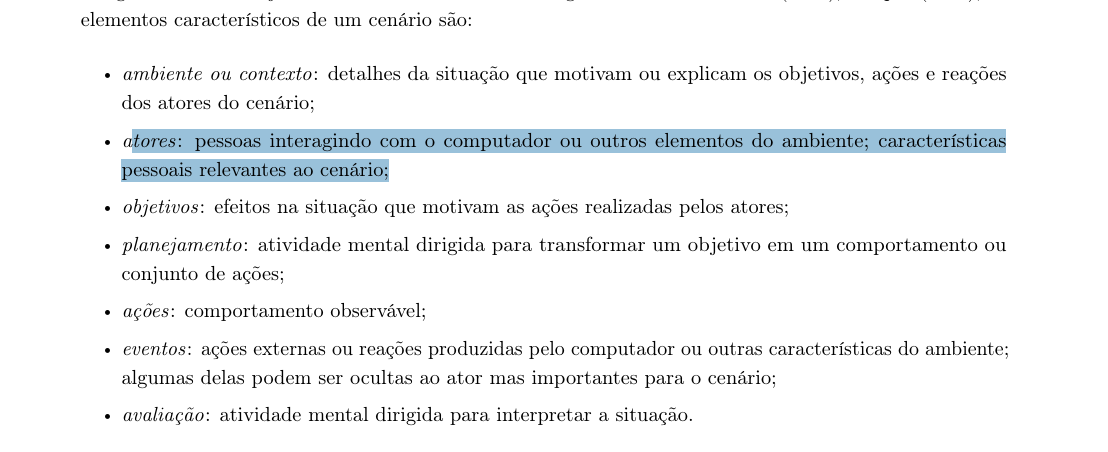 elementos característicos de um cenário são:
• ambiente ou contexto: detalhes da situação que motivam ou explicam os objetivos, ações e reações
dos atores do cenário;
• atores: pessoas interagindo com o computador ou outros elementos do ambiente; características
pessoais relevantes ao cenário;
• objetivos: efeitos na situação que motivam as ações realizadas pelos atores;
• planejamento: atividade mental dirigida para transformar um objetivo em um comportamento ou
conjunto de ações;
• ações: comportamento observável;
• eventos: ações externas ou reações produzidas pelo computador ou outras características do ambiente;
algumas delas podem ser ocultas ao ator mas importantes para o cenário;
• avaliação: atividade mental dirigida para interpretar a situação.